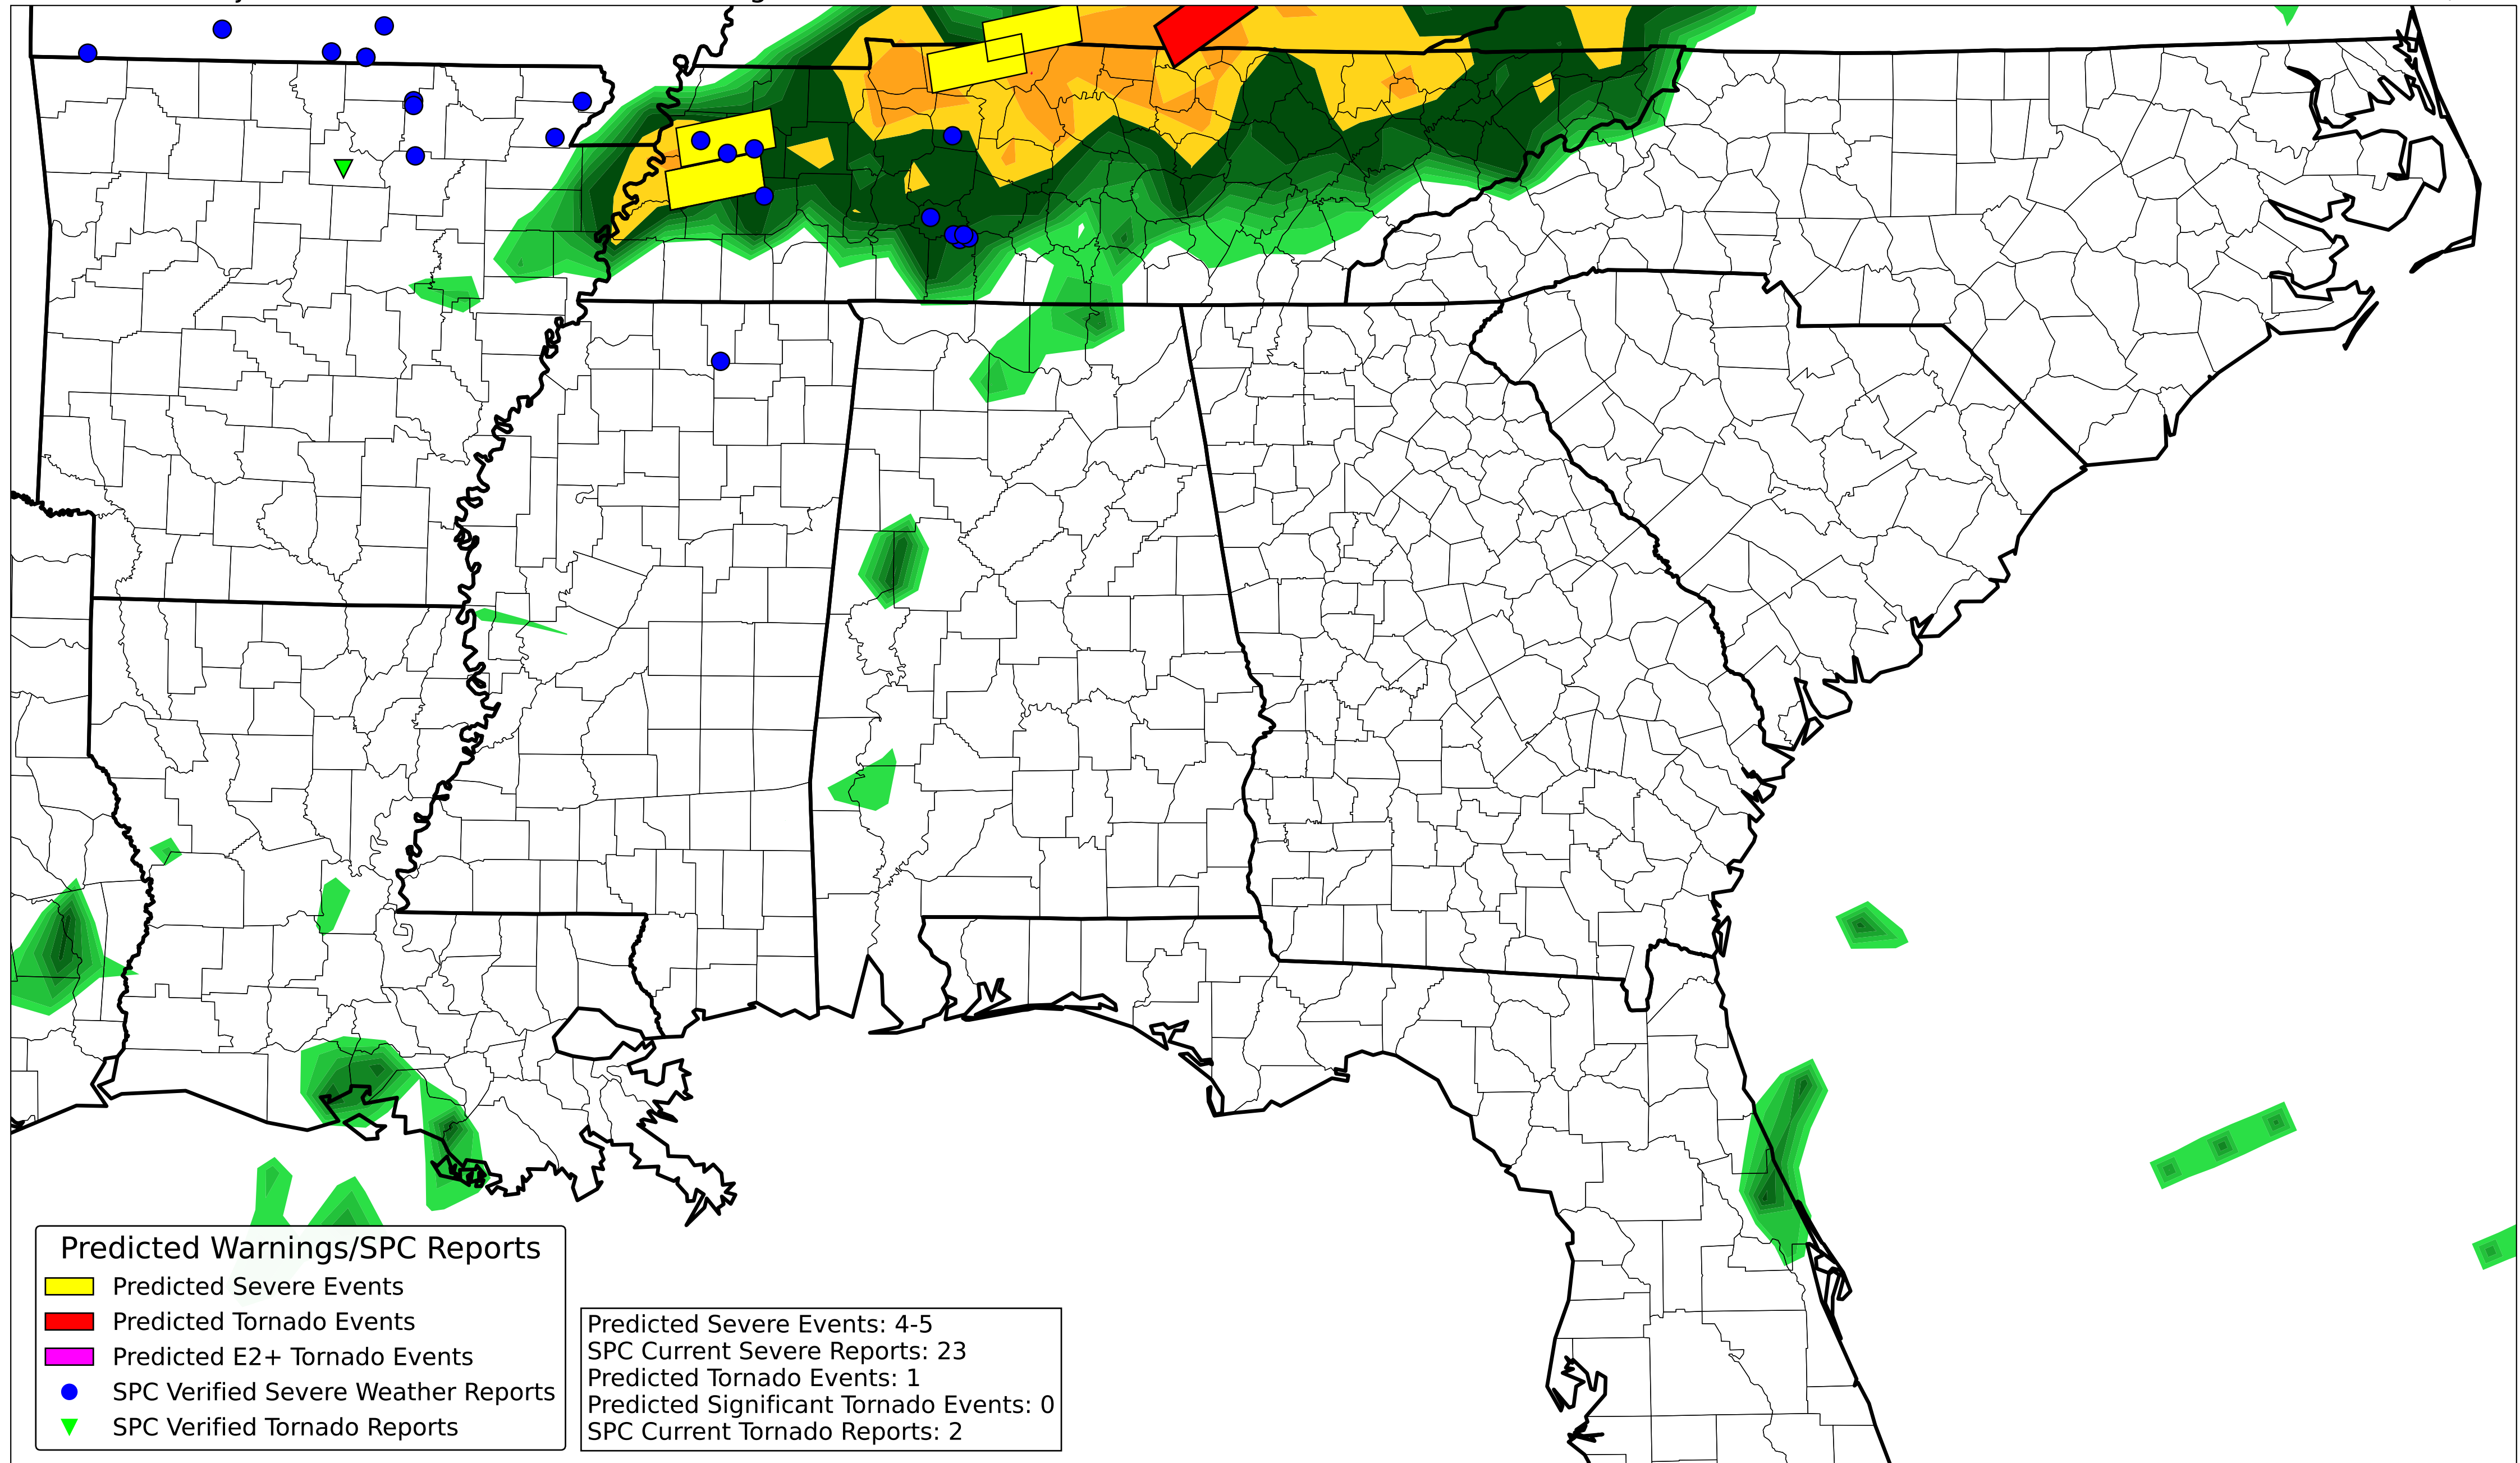 Predicted Warnings/SPC Reports
Predicted Severe Events
Predicted Tornado Events
Predicted E2+ Tornado Events
SPC Verified Severe Weather Reports
SPC Verified Tornado Reports
Predicted Severe Events: 4-5
SPC Current Severe Reports: 23
Predicted Tornado Events: 1
Predicted Significant Tornado Events: 0
SPC Current Tornado Reports: 2